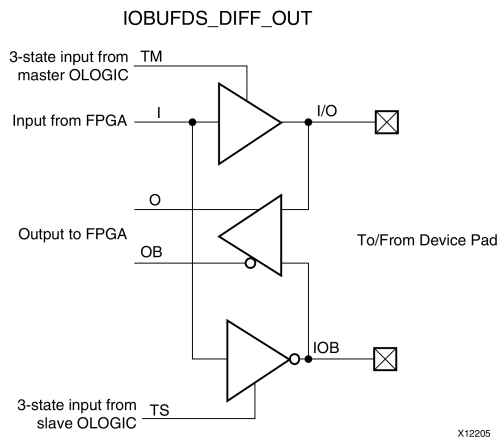 IOBUFDS_DIFF_OUT
3-state input from
master OLOGIC
TM
Input from FPGA
I
I/O
O
Output to FPGA
OB
To/From Device Pad
IOB
3-state input from
slave OLOGIC
TS
X12205